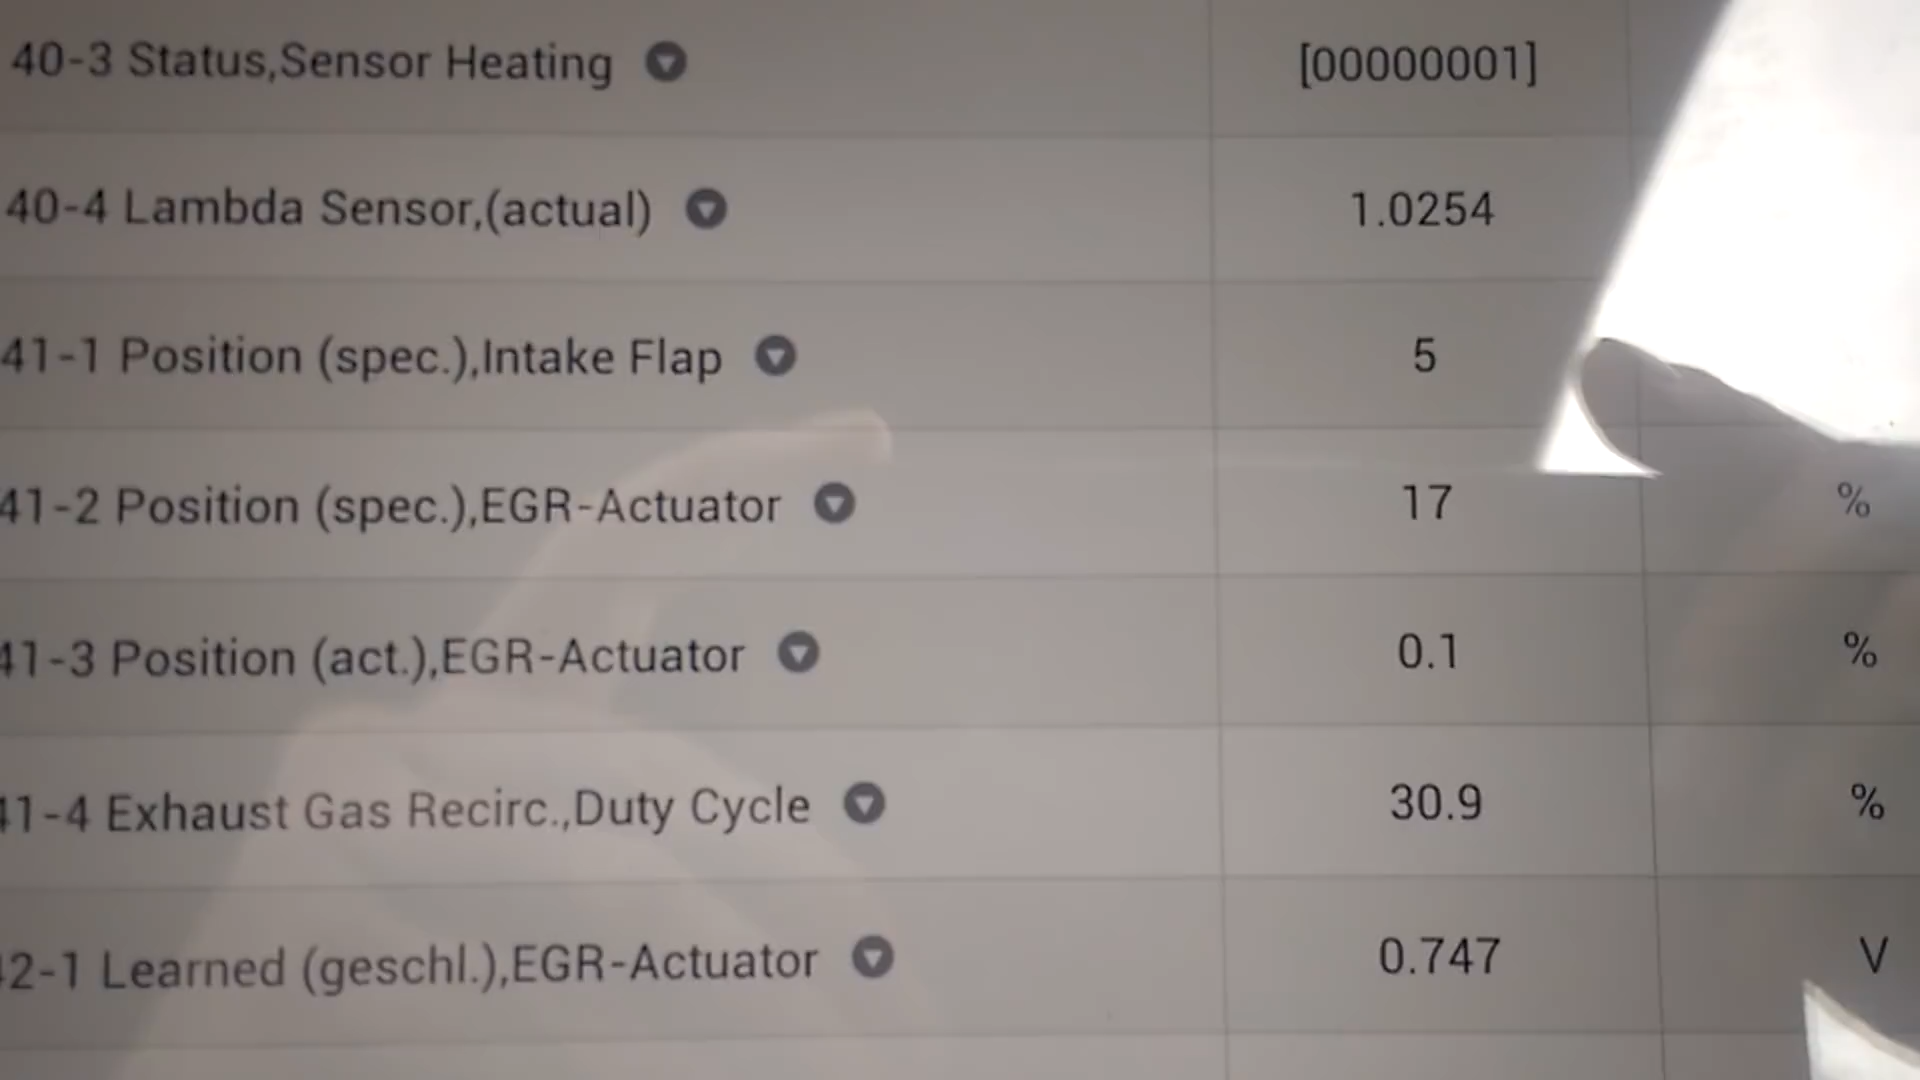 40-3 Status,Sensor Heating [00000001]
40-4 Lambda Sensor,(actual) 1.0254
41-1 Position (spec.),Intake Flap 5
41-2 Position (spec.),EGR-Actuator 17 %
41-3 Position (act.),EGR-Actuator 0.1 %
41-4 Exhaust Gas Recirc.,Duty Cycle 30.9 %
42-1 Learned (geschl.),EGR-Actuator 0.747 V